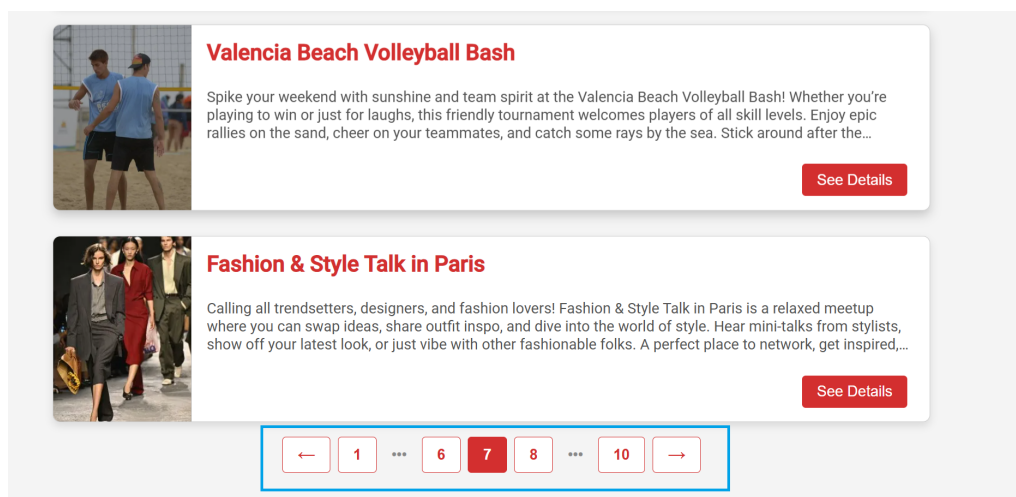 Valencia Beach Volleyball Bash
Spike your weekend with sunshine and team spirit at the Valencia Beach Volleyball Bash! Whether you’re
playing to win or just for laughs, this friendly tournament welcomes players of all skill levels. Enjoy epic
rallies on the sand, cheer on your teammates, and catch some rays by the sea. Stick around after the…
See Details
Fashion & Style Talk in Paris
Calling all trendsetters, designers, and fashion lovers! Fashion & Style Talk in Paris is a relaxed meetup
where you can swap ideas, share outfit inspo, and dive into the world of style. Hear mini-talks from stylists,
show off your latest look, or just vibe with other fashionable folks. A perfect place to network, get inspired,…
See Details
← 1 ••• 6 7 8 ••• 10 →